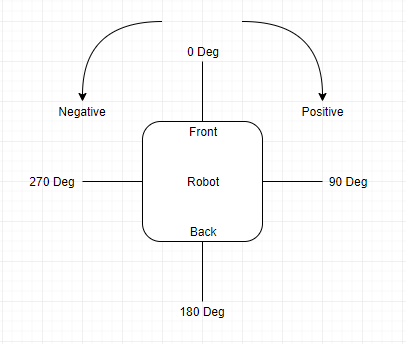 0 Deg
Negative
Positive
Front
270 Deg
Robot
90 Deg
Back
180 Deg